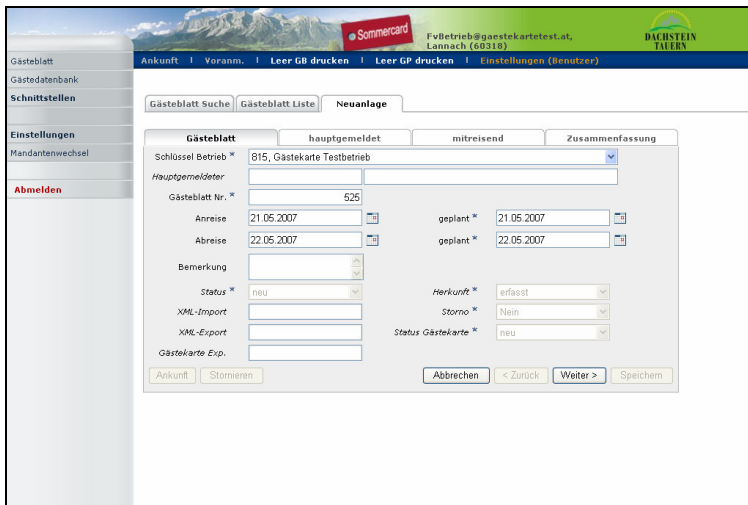 Sommercard
FvBetrieb@gaestekartetest.at,
Lannach (60318)
DACHSTEIN
TAUERN
Ankunft | Voranm. | Leer GB drucken | Leer GP drucken | Einstellungen (Benutzer)
Gästeblatt
Gästedatenbank
Schnittstellen
Einstellungen
Mandantenwechsel
Abmelden
Gästeblatt Suche Gästeblatt Liste Neuanlage
Gästeblatt hauptgemeldet mitreisend Zusammenfassung
Schlüssel Betrieb * 815, Gästekarte Testbetrieb
Hauptgemeldeter
Gästeblatt Nr. * 525
Anreise 21.05.2007 geplant * 21.05.2007
Abreise 22.05.2007 geplant * 22.05.2007
Bemerkung
Status * neu Herkunft * erfasst
XML-Import Storno * Nein
XML-Export Status Gästekarte * neu
Gästekarte Exp.
Ankunft Stornieren Abbrechen < Zurück Weiter > Speichern